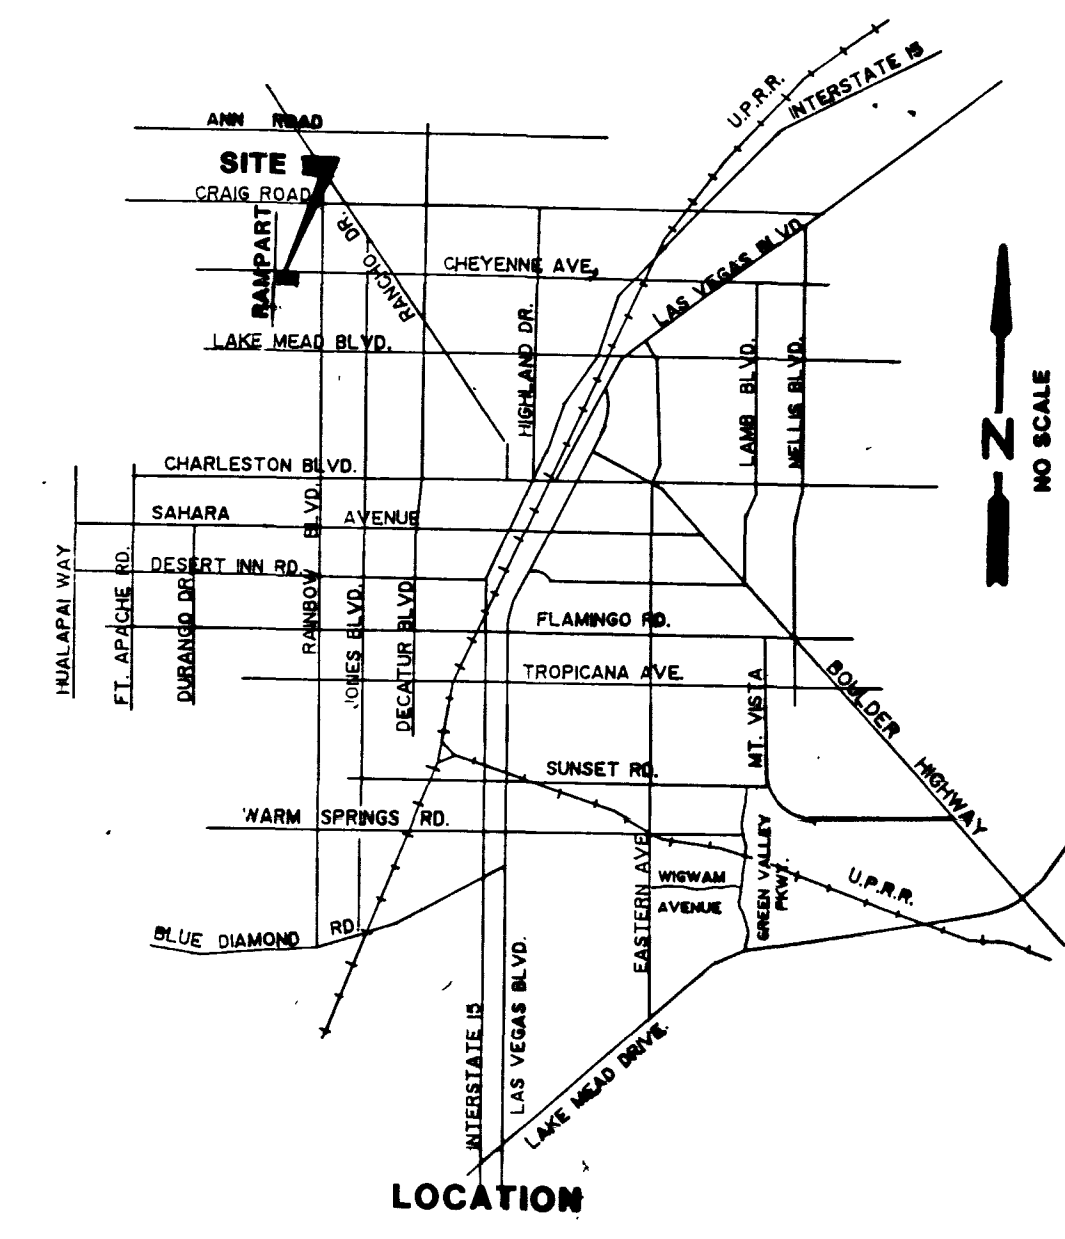 U.P.R.R.
INTERSTATE 15
ANN ROAD
SITE
CRAIG ROAD
RAMPART
RANCHO DR.
CHEYENNE AVE.
LAS VEGAS BLVD.
LAKE MEAD BLVD.
HIGHLAND DR.
LAMB BLVD.
NELLIS BLVD.
N
NO SCALE
CHARLESTON BLVD.
SAHARA AVENUE
DESERT INN RD.
HUALAPAI WAY
FT. APACHE RD.
DURANGO DR.
RAINBOW BLVD.
JONES BLVD.
DECATUR BLVD
FLAMINGO RD.
TROPICANA AVE.
MT. VISTA
BOULDER HIGHWAY
SUNSET RD.
WARM SPRINGS RD.
EASTERN AVE
WIGWAM
AVENUE
GREEN VALLEY
PKWY.
U.P.R.R.
BLUE DIAMOND RD.
INTERSTATE 15
LAS VEGAS BLVD.
LAKE MEAD DRIVE.
LOCATION